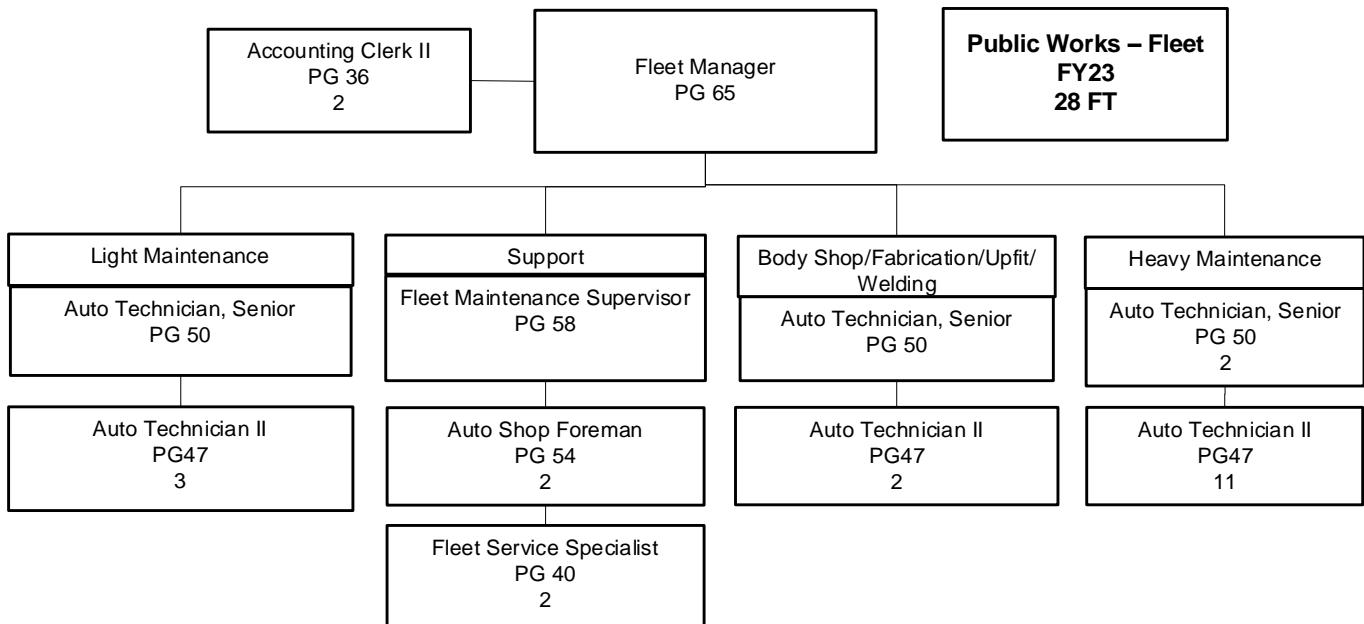 Accounting Clerk II
PG 36
2
Fleet Manager
PG 65
Public Works – Fleet
FY23
28 FT
Light Maintenance
Auto Technician, Senior
PG 50
Auto Technician II
PG47
3
Support
Fleet Maintenance Supervisor
PG 58
Auto Shop Foreman
PG 54
2
Fleet Service Specialist
PG 40
2
Body Shop/Fabrication/Upfit/
Welding
Auto Technician, Senior
PG 50
Auto Technician II
PG47
2
Heavy Maintenance
Auto Technician, Senior
PG 50
2
Auto Technician II
PG47
11